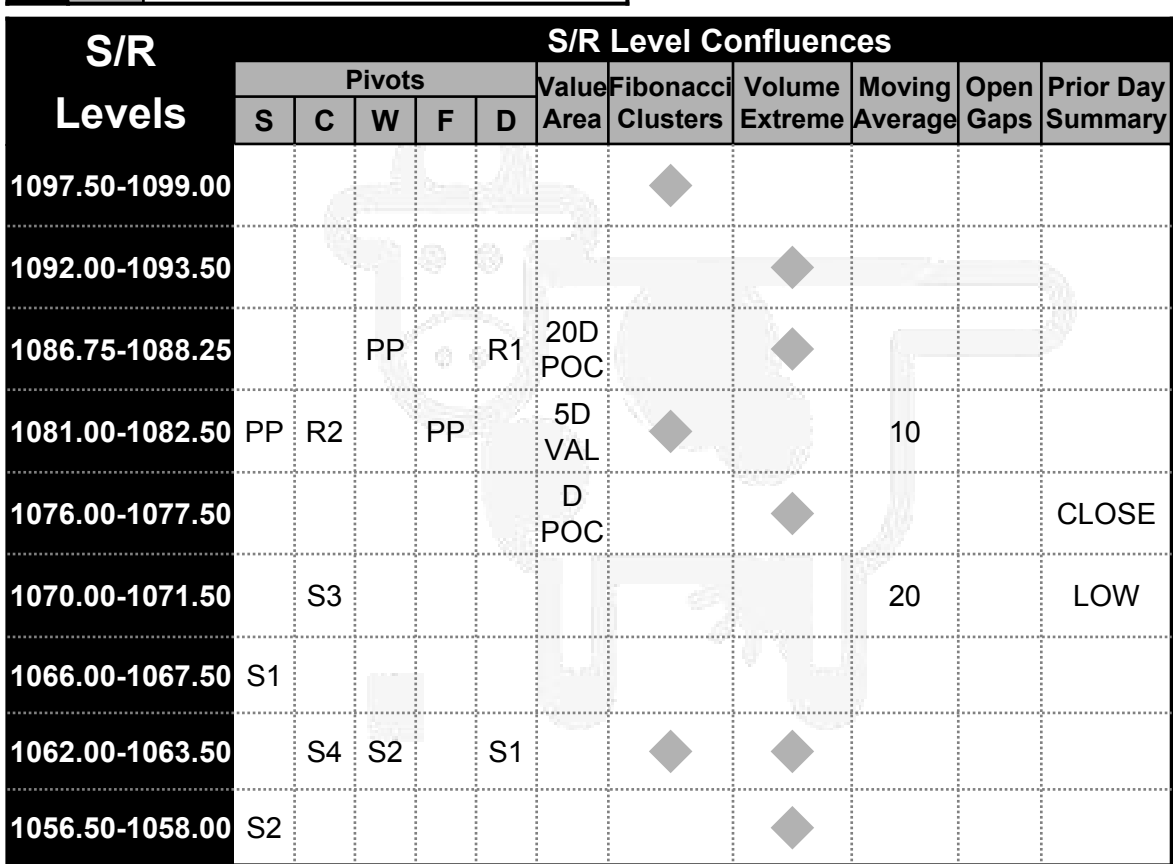 S/R Levels S/R Level Confluences
Pivots Value Area Fibonacci Clusters Volume Extreme Moving Average Open Gaps Prior Day Summary
S C W F D
1097.50-1099.00
1092.00-1093.50
1086.75-1088.25 PP R1 20D POC
1081.00-1082.50 PP R2 PP 5D VAL 10
1076.00-1077.50 D POC CLOSE
1070.00-1071.50 S3 20 LOW
1066.00-1067.50 S1
1062.00-1063.50 S4 S2 S1
1056.50-1058.00 S2